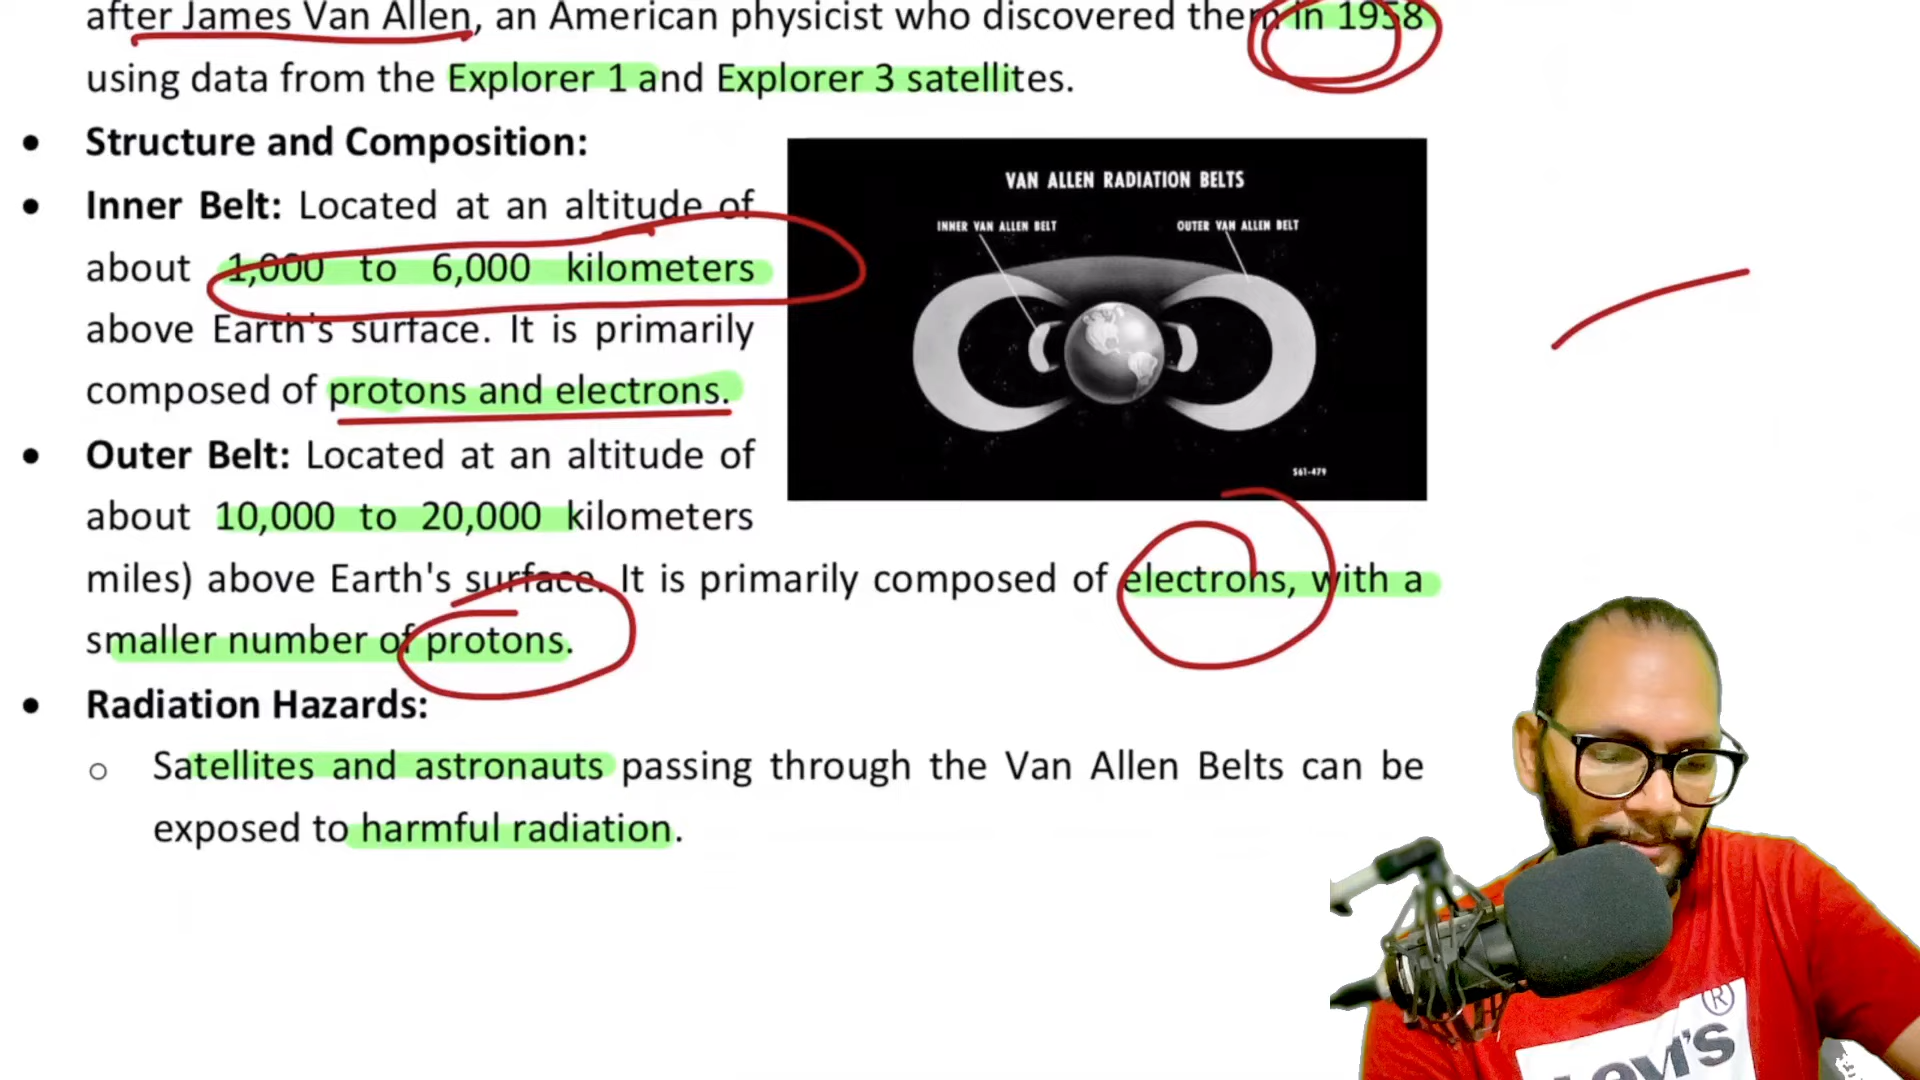 after James Van Allen, an American physicist who discovered them in 1958
using data from the Explorer 1 and Explorer 3 satellites.
• Structure and Composition:
• Inner Belt: Located at an altitude of
about 1,000 to 6,000 kilometers
above Earth's surface. It is primarily
composed of protons and electrons.
VAN ALLEN RADIATION BELTS
INNER VAN ALLEN BELT
OUTER VAN ALLEN BELT
S61-479
• Outer Belt: Located at an altitude of
about 10,000 to 20,000 kilometers
miles) above Earth's surface. It is primarily composed of electrons, with a
smaller number of protons.
• Radiation Hazards:
o Satellites and astronauts passing through the Van Allen Belts can be
exposed to harmful radiation.
Levi's ®